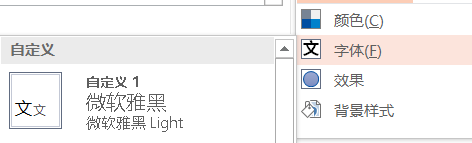 自定义
文文
自定义 1
微软雅黑
微软雅黑 Light
颜色(C)
文 字体(F)
效果
背景样式